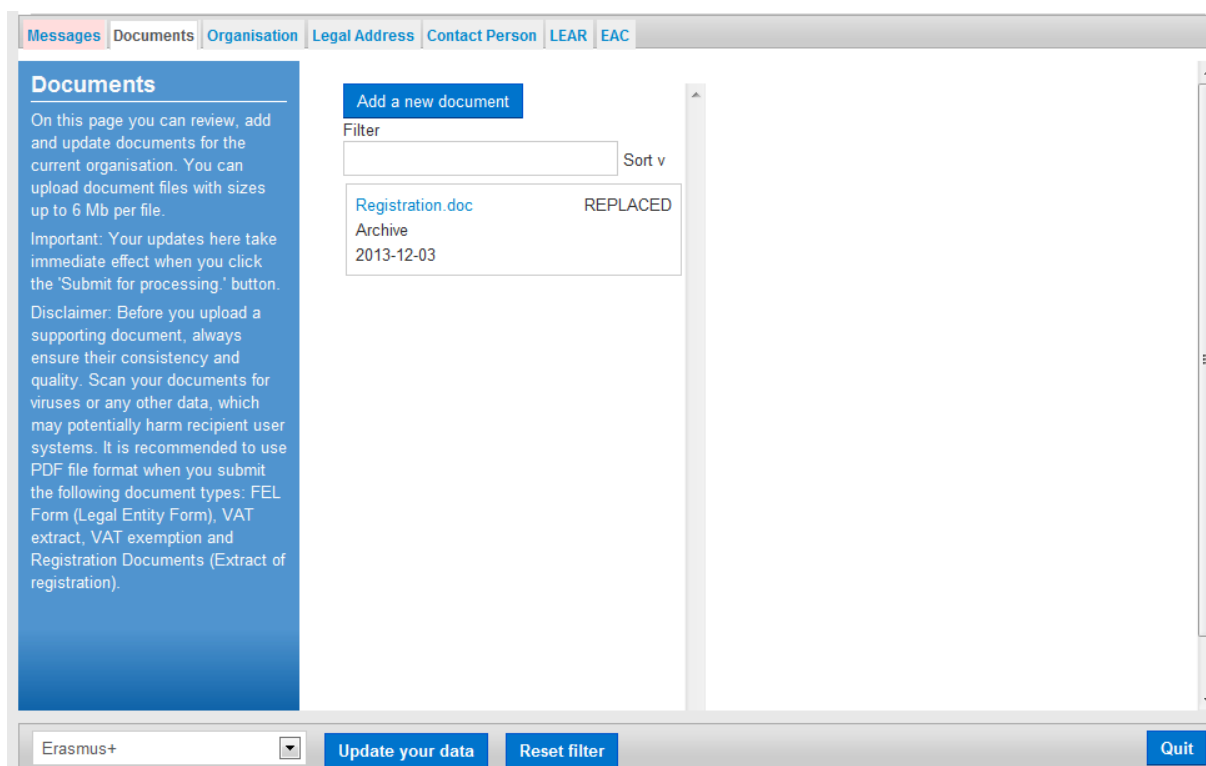 Messages Documents Organisation Legal Address Contact Person LEAR EAC
Documents
On this page you can review, add
and update documents for the
current organisation. You can
upload document files with sizes
up to 6 Mb per file.
Important: Your updates here take
immediate effect when you click
the 'Submit for processing.' button.
Disclaimer: Before you upload a
supporting document, always
ensure their consistency and
quality. Scan your documents for
viruses or any other data, which
may potentially harm recipient user
systems. It is recommended to use
PDF file format when you submit
the following document types: FEL
Form (Legal Entity Form), VAT
extract, VAT exemption and
Registration Documents (Extract of
registration).
Add a new document
Filter
Sort v
Registration.doc REPLACED
Archive
2013-12-03
Erasmus+ Update your data Reset filter Quit